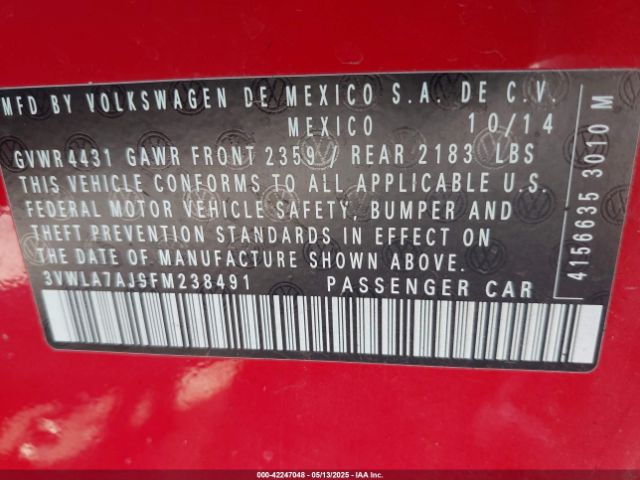 MFD BY VOLKSWAGEN DE MEXICO S.A. DE C.V.
MEXICO 10/14
GVWR 4431 GAWR FRONT 2359 / REAR 2183 LBS
THIS VEHICLE CONFORMS TO ALL APPLICABLE U.S.
FEDERAL MOTOR VEHICLE SAFETY, BUMPER AND
THEFT PREVENTION STANDARDS IN EFFECT ON
THE DATE OF MANUFACTURE SHOWN ABOVE.
3VWLA7AJ9FM238491 PASSENGER CAR
4156635 3010 M
000-42247048 - 05/13/2025 - IAA Inc.